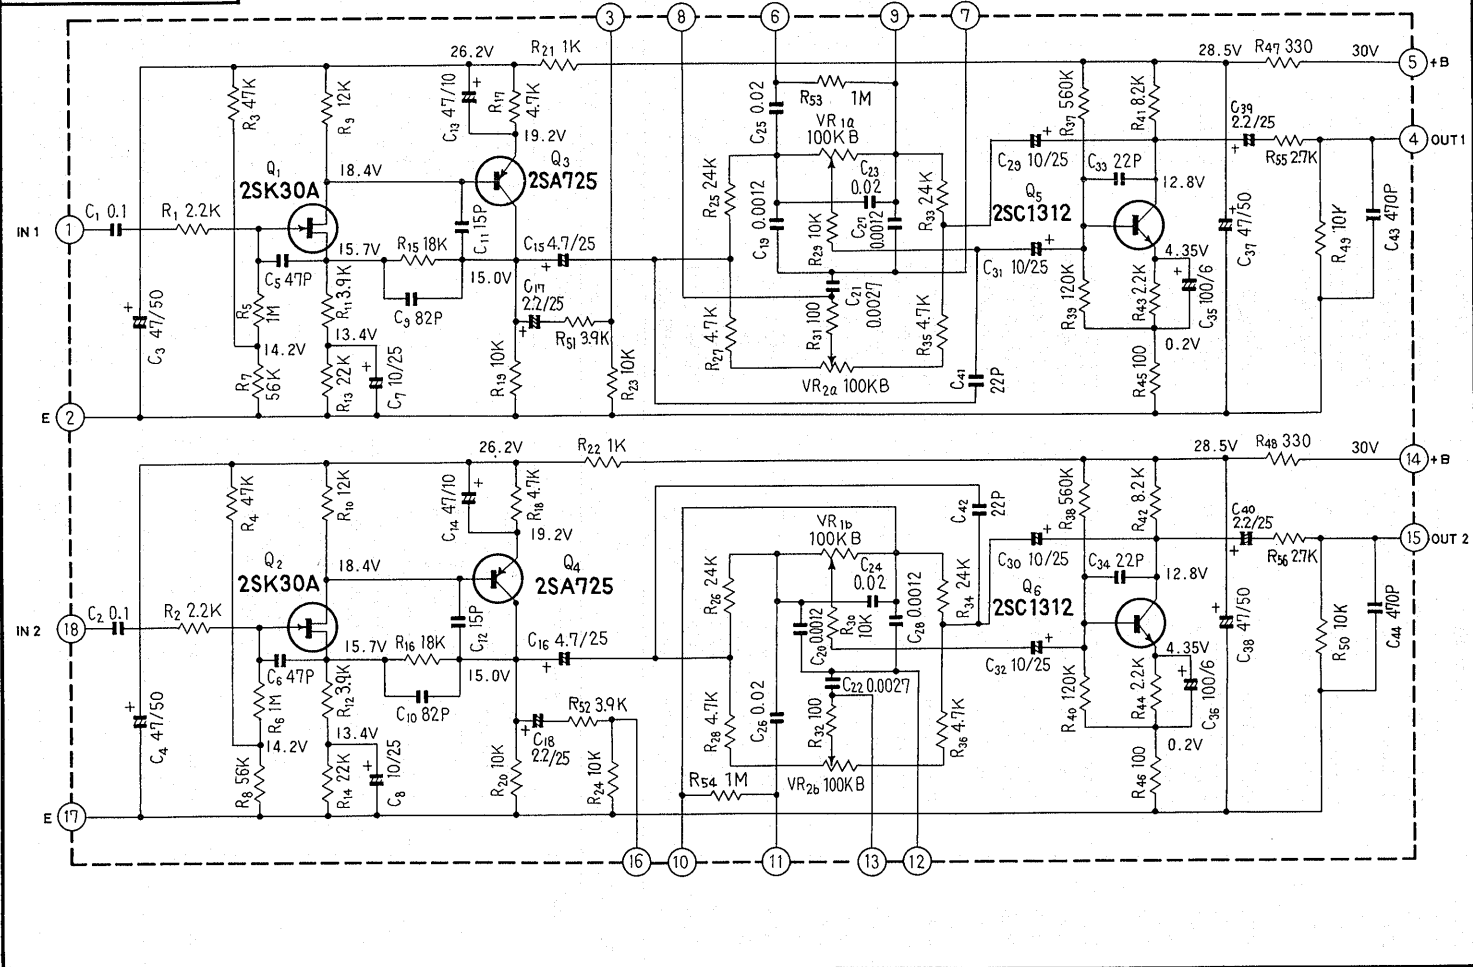 3 8 6 9 7
26.2V R21 1K 28.5V R47 330 30V 5 +B
R3 47K R9 12K C13 47/10 R17 4.7K
19.2V
C25 0.02 R53 1M
VR1a 100KB
R37 560K R41 8.2K
C39 2.2/25
4 OUT1
R55 2.7K
Q1 2SK30A
18.4V
Q3 2SA725
R25 24K
C23 0.02
R33 24K
C29 10/25
C33 22P
12.8V
Q5 2SC1312
IN1 1 C1 0.1 R1 2.2K
15.7V R15 18K C11 15P
C15 4.7/25
C19 0.0012 R29 10K C27 0.0012
C31 10/25
4.35V
C37 47/50 R49 10K C43 470P
C5 47P
15.0V
C17 2.2/25
C3 47/50 R5 1M R11 3.9K
C9 82P
R51 3.9K
C21 0.0027
R39 120K R43 2.2K C35 100/6
14.2V 13.4V
R27 4.7K R31 100 R35 4.7K
0.2V
R7 56K R13 22K C7 10/25 R19 10K R23 10K
VR2a 100KB
C41 22P
R45 100
E 2
26.2V R22 1K 28.5V R48 330 30V 14 +B
R4 47K R10 12K C14 47/10 R18 4.7K
19.2V
C42 22P
VR1b 100KB
R38 560K R42 8.2K
C40 2.2/25
15 OUT 2
R56 2.7K
Q2 2SK30A
18.4V
Q4 2SA725
R26 24K
C24 0.02
R34 24K
C30 10/25
C34 22P
12.8V
Q6 2SC1312
IN2 18 C2 0.1 R2 2.2K
15.7V R16 18K C12 15P
C16 4.7/25
C20 0.0012 R30 10K C28 0.0012
C32 10/25
4.35V
C38 47/50 R50 10K C44 470P
C6 47P
15.0V
C4 47/50 R6 1M R12 3.9K
C10 82P
R52 3.9K
C18 2.2/25
C22 0.0027
R40 120K R44 2.2K C36 100/6
14.2V 13.4V
R28 4.7K C26 0.02 R32 100 R36 4.7K
0.2V
R8 56K R14 22K C8 10/25 R20 10K R24 10K
R54 1M
VR2b 100KB
R46 100
E 17
16 10 11 13 12